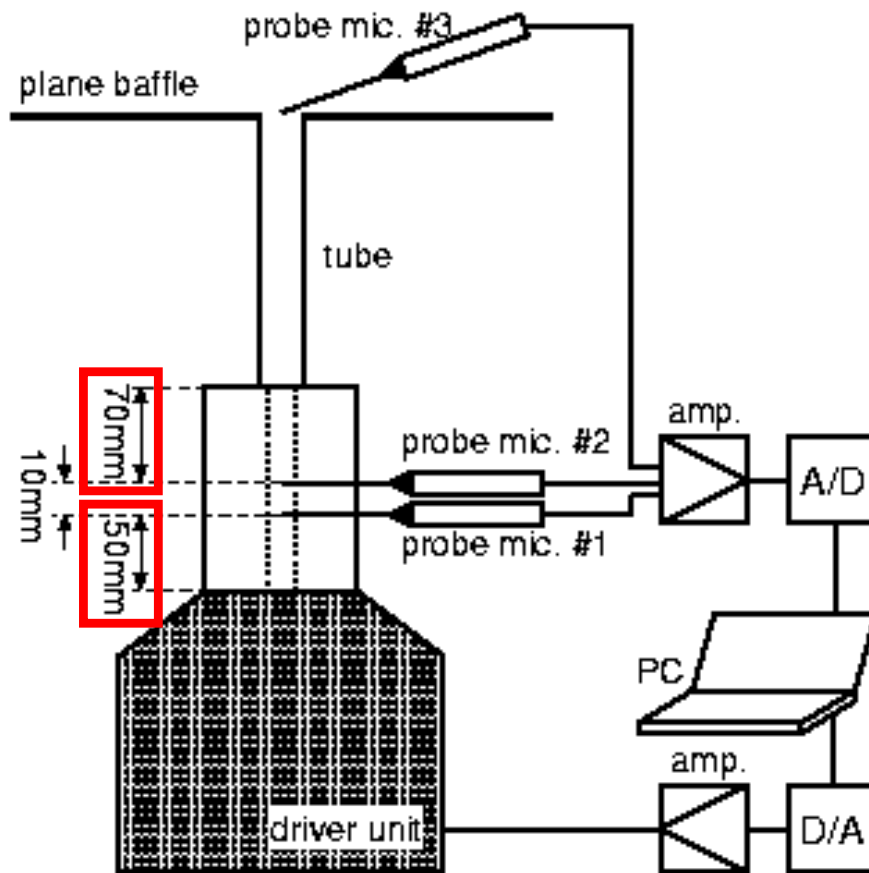 probe mic. #3
plane baffle
tube
70mm
10mm
50mm
probe mic. #2
probe mic. #1
amp.
A/D
PC
amp.
D/A
driver unit